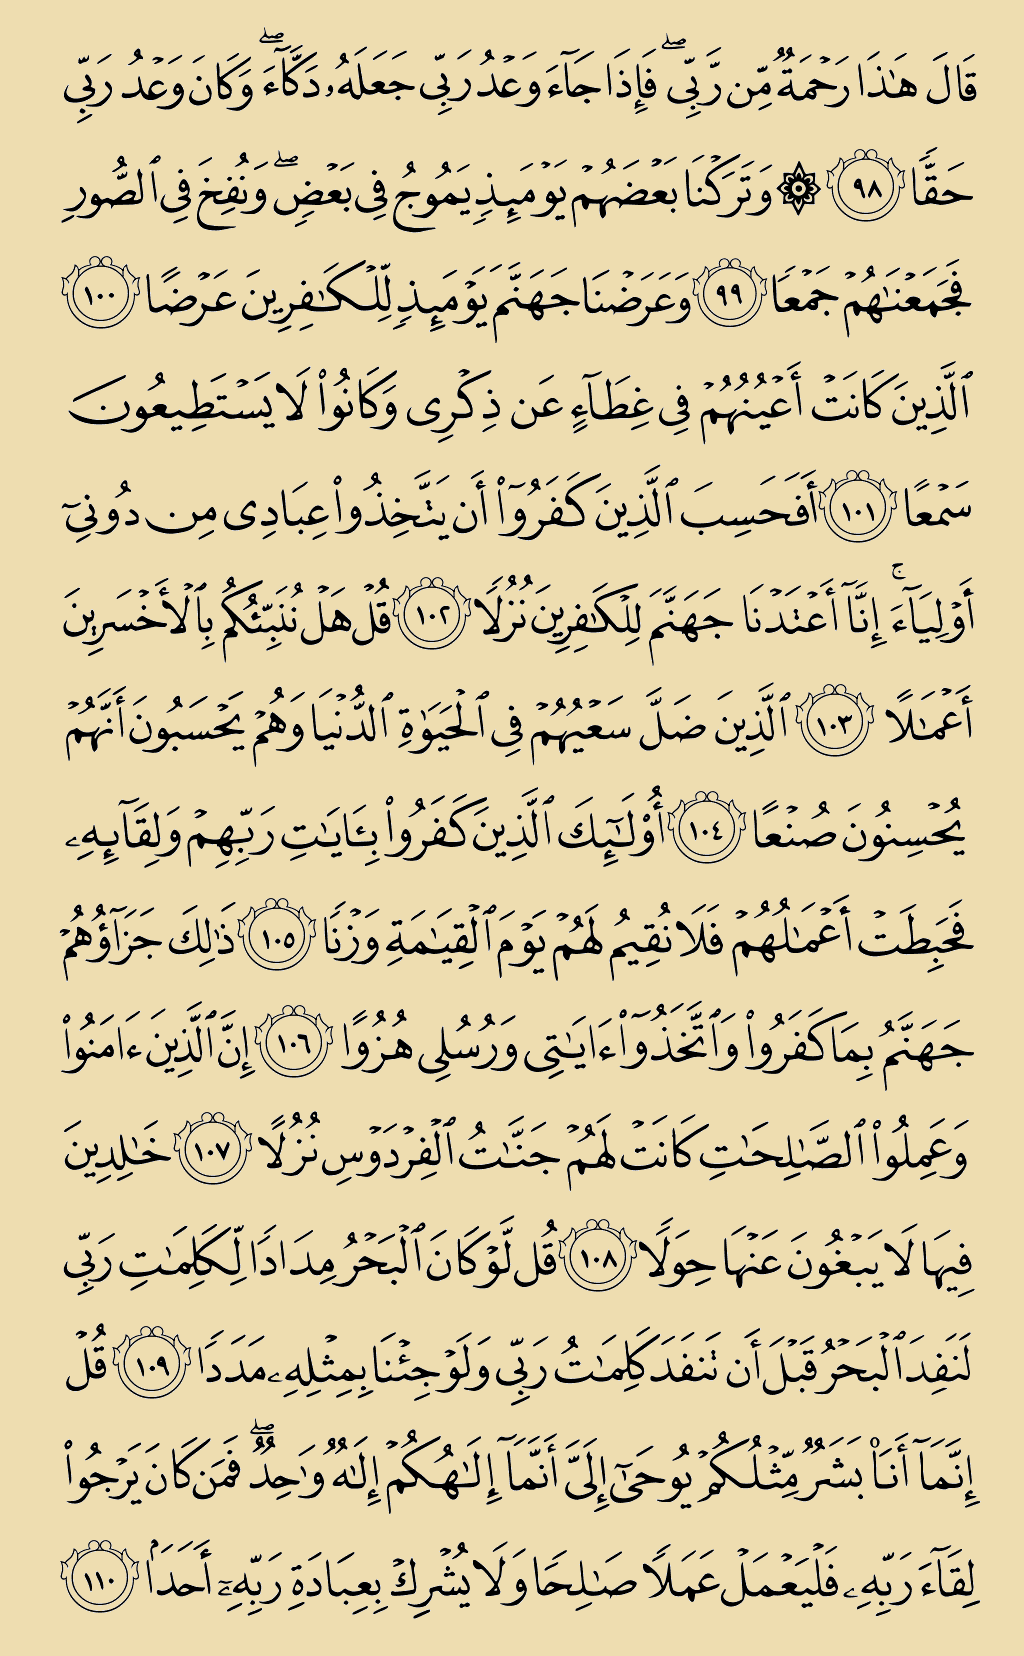 قَالَ هَٰذَا رَحْمَةٌ مِّن رَّبِّى ۖ فَإِذَا جَآءَ وَعْدُ رَبِّى جَعَلَهُۥ دَكَّآءَ ۖ وَكَانَ وَعْدُ رَبِّى
حَقًّا ٩٨ ۞ وَتَرَكْنَا بَعْضَهُمْ يَوْمَئِذٍ يَمُوجُ فِى بَعْضٍ ۖ وَنُفِخَ فِى ٱلصُّورِ
فَجَمَعْنَٰهُمْ جَمْعًا ٩٩ وَعَرَضْنَا جَهَنَّمَ يَوْمَئِذٍ لِّلْكَٰفِرِينَ عَرْضًا ١٠٠
ٱلَّذِينَ كَانَتْ أَعْيُنُهُمْ فِى غِطَآءٍ عَن ذِكْرِى وَكَانُوا۟ لَا يَسْتَطِيعُونَ
سَمْعًا ١٠١ أَفَحَسِبَ ٱلَّذِينَ كَفَرُوٓا۟ أَن يَتَّخِذُوا۟ عِبَادِى مِن دُونِىٓ
أَوْلِيَآءَ ۚ إِنَّآ أَعْتَدْنَا جَهَنَّمَ لِلْكَٰفِرِينَ نُزُلًا ١٠٢ قُلْ هَلْ نُنَبِّئُكُم بِٱلْأَخْسَرِينَ
أَعْمَٰلًا ١٠٣ ٱلَّذِينَ ضَلَّ سَعْيُهُمْ فِى ٱلْحَيَوٰةِ ٱلدُّنْيَا وَهُمْ يَحْسَبُونَ أَنَّهُمْ
يُحْسِنُونَ صُنْعًا ١٠٤ أُو۟لَٰٓئِكَ ٱلَّذِينَ كَفَرُوا۟ بِـَٔايَٰتِ رَبِّهِمْ وَلِقَآئِهِۦ
فَحَبِطَتْ أَعْمَٰلُهُمْ فَلَا نُقِيمُ لَهُمْ يَوْمَ ٱلْقِيَٰمَةِ وَزْنًا ١٠٥ ذَٰلِكَ جَزَآؤُهُمْ
جَهَنَّمُ بِمَا كَفَرُوا۟ وَٱتَّخَذُوٓا۟ ءَايَٰتِى وَرُسُلِى هُزُوًا ١٠٦ إِنَّ ٱلَّذِينَ ءَامَنُوا۟
وَعَمِلُوا۟ ٱلصَّٰلِحَٰتِ كَانَتْ لَهُمْ جَنَّٰتُ ٱلْفِرْدَوْسِ نُزُلًا ١٠٧ خَٰلِدِينَ
فِيهَا لَا يَبْغُونَ عَنْهَا حِوَلًا ١٠٨ قُل لَّوْ كَانَ ٱلْبَحْرُ مِدَادًا لِّكَلِمَٰتِ رَبِّى
لَنَفِدَ ٱلْبَحْرُ قَبْلَ أَن تَنفَدَ كَلِمَٰتُ رَبِّى وَلَوْ جِئْنَا بِمِثْلِهِۦ مَدَدًا ١٠٩ قُلْ
إِنَّمَآ أَنَا۠ بَشَرٌ مِّثْلُكُمْ يُوحَىٰٓ إِلَىَّ أَنَّمَآ إِلَٰهُكُمْ إِلَٰهٌ وَٰحِدٌ ۖ فَمَن كَانَ يَرْجُوا۟
لِقَآءَ رَبِّهِۦ فَلْيَعْمَلْ عَمَلًا صَٰلِحًا وَلَا يُشْرِكْ بِعِبَادَةِ رَبِّهِۦٓ أَحَدًۢا ١١٠